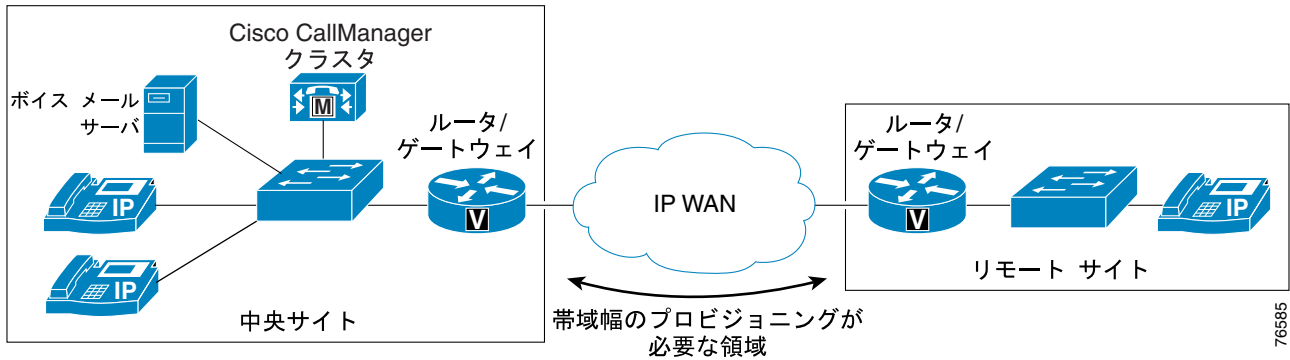 Cisco CallManager
クラスタ
ボイス メール
サーバ
M
ルータ/
ゲートウェイ
IP
V
IP
中央サイト
IP WAN
帯域幅のプロビジョニングが
必要な領域
ルータ/
ゲートウェイ
V
IP
リモート サイト
76585